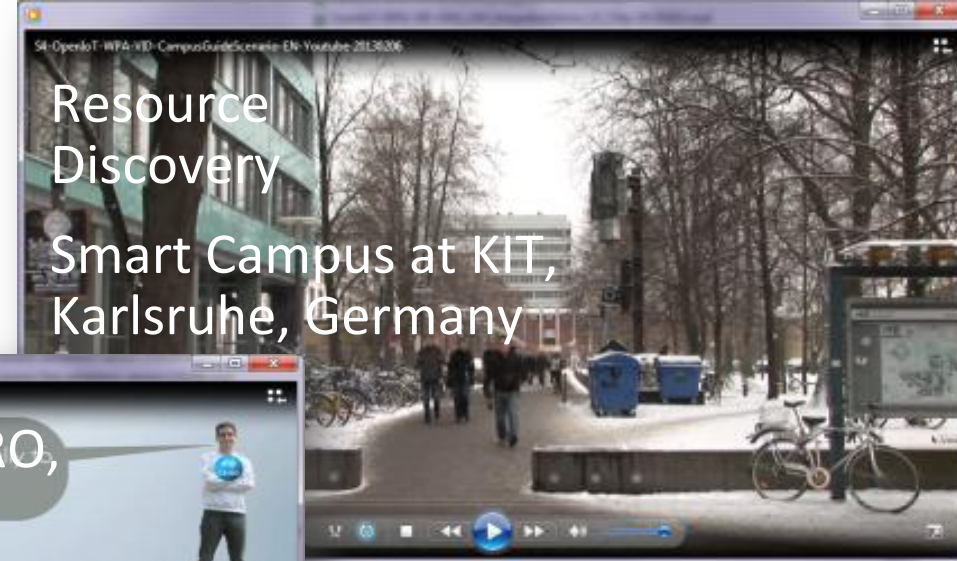 S4-OpenIoT-WPA-VID-CampusGuideScenario-EN-Youtube 20130206
Resource
Discovery
Smart Campus at KIT,
Karlsruhe, Germany
RO,